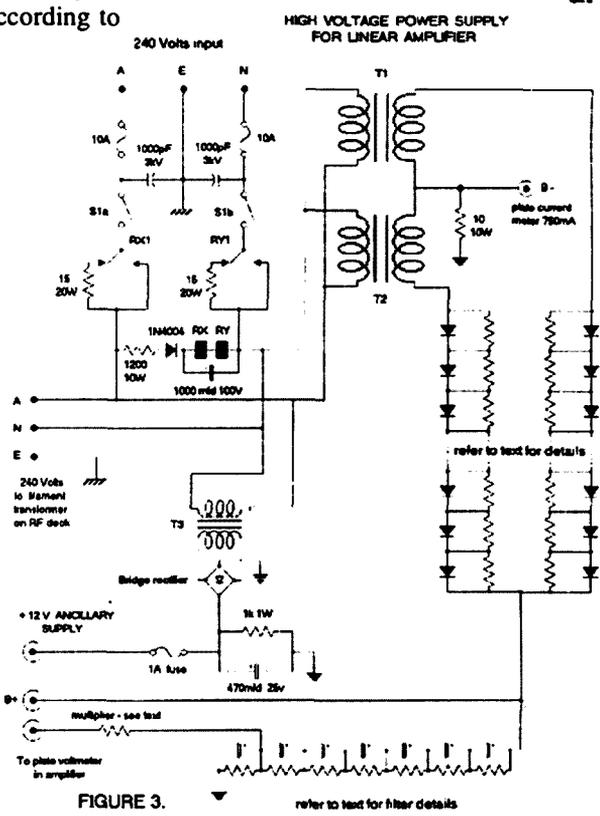 ccording to
HIGH VOLTAGE POWER SUPPLY
FOR LINEAR AMPLIFIER
240 Volts input
A E N
T1
10A 10A
1000pF 1000pF
3kV 3kV
B-
plate current
meter 750mA
S1a S1b
10
10W
RX1 RY1
15 15
20W 20W
T2
1N4004 RX RY
1200
10W
1000 mfd 100V
A
N
refer to text for details
E
240 Volts
to filament
transformer
on RF deck
T3
Bridge rectifier
+ 12 V ANCILLARY
SUPPLY
1k 1W
1A fuse
470mfd 25v
B+
multiplier - see text
To plate voltmeter
in amplifier
FIGURE 3.
refer to text for filter details